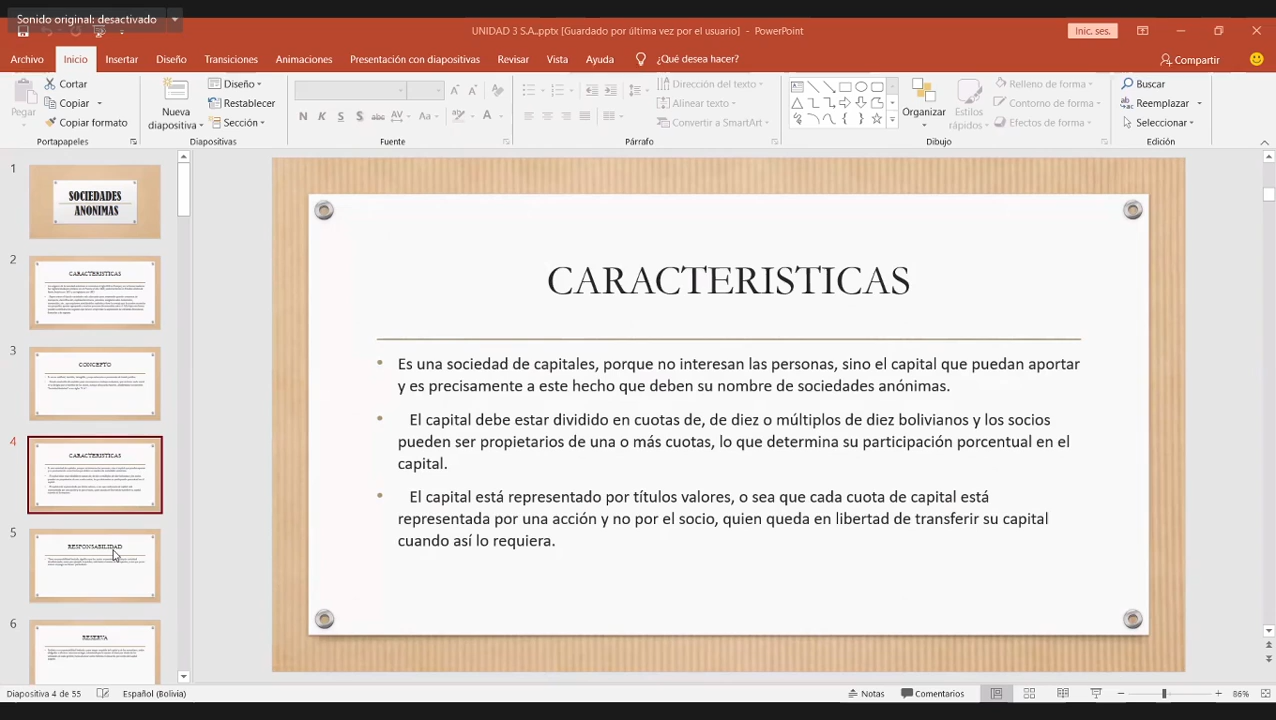 Sonido original: desactivado
UNIDAD 3 S.A..pptx [Guardado por última vez por el usuario] - PowerPoint
Inic. ses.
Archivo Inicio Insertar Diseño Transiciones Animaciones Presentación con diapositivas Revisar Vista Ayuda ¿Qué desea hacer? Compartir
Pegar
Cortar
Copiar
Copiar formato
Portapapeles
Nueva
diapositiva
Diseño
Restablecer
Sección
Diapositivas
N K S S abc AV Aa A
Fuente
Dirección del texto
Alinear texto
Convertir a SmartArt
Párrafo
Organizar
Estilos
rápidos
Relleno de forma
Contorno de forma
Efectos de forma
Dibujo
Buscar
Reemplazar
Seleccionar
Edición
1
SOCIEDADES
ANONIMAS
2
CARACTERISTICAS
3
CONCEPTO
4
CARACTERISTICAS
5
RESPONSABILIDAD
6
RESERVA
CARACTERISTICAS
• Es una sociedad de capitales, porque no interesan las personas, sino el capital que puedan aportar
y es precisamente a este hecho que deben su nombre de sociedades anónimas.
• El capital debe estar dividido en cuotas de, de diez o múltiplos de diez bolivianos y los socios
pueden ser propietarios de una o más cuotas, lo que determina su participación porcentual en el
capital.
• El capital está representado por títulos valores, o sea que cada cuota de capital está
representada por una acción y no por el socio, quien queda en libertad de transferir su capital
cuando así lo requiera.
Diapositiva 4 de 55 Español (Bolivia) Notas Comentarios 86%